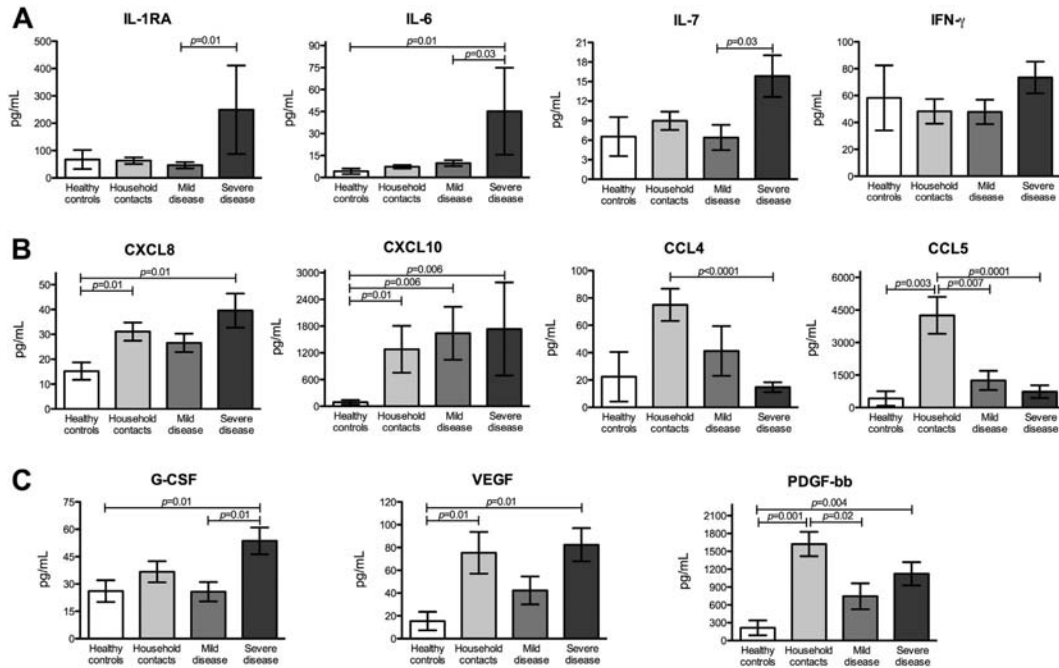 A
IL-1RA
IL-6
IL-7
IFN-γ
p=0.01
p=0.01
p=0.03
p=0.03
pg/mL
500
400
300
200
100
0
pg/mL
90
75
60
45
30
15
0
pg/mL
21
18
15
12
9
6
3
0
pg/mL
100
80
60
40
20
0
Healthy controls
Household contacts
Mild disease
Severe disease
Healthy controls
Household contacts
Mild disease
Severe disease
Healthy controls
Household contacts
Mild disease
Severe disease
Healthy controls
Household contacts
Mild disease
Severe disease
B
CXCL8
CXCL10
CCL4
CCL5
p=0.01
p=0.01
p=0.006
p=0.006
p=0.01
p<0.0001
p=0.0001
p=0.003
p=0.007
pg/mL
50
40
30
20
10
0
pg/mL
3000
2400
1800
1200
600
0
pg/mL
100
80
60
40
20
0
pg/mL
6000
4500
3000
1500
0
Healthy controls
Household contacts
Mild disease
Severe disease
Healthy controls
Household contacts
Mild disease
Severe disease
Healthy controls
Household contacts
Mild disease
Severe disease
Healthy controls
Household contacts
Mild disease
Severe disease
C
G-CSF
VEGF
PDGF-bb
p=0.01
p=0.01
p=0.01
p=0.01
p=0.004
p=0.001
p=0.02
pg/mL
75
60
45
30
15
0
pg/mL
120
100
80
60
40
20
0
pg/mL
2100
1800
1500
1200
900
600
300
0
Healthy controls
Household contacts
Mild disease
Severe disease
Healthy controls
Household contacts
Mild disease
Severe disease
Healthy controls
Household contacts
Mild disease
Severe disease